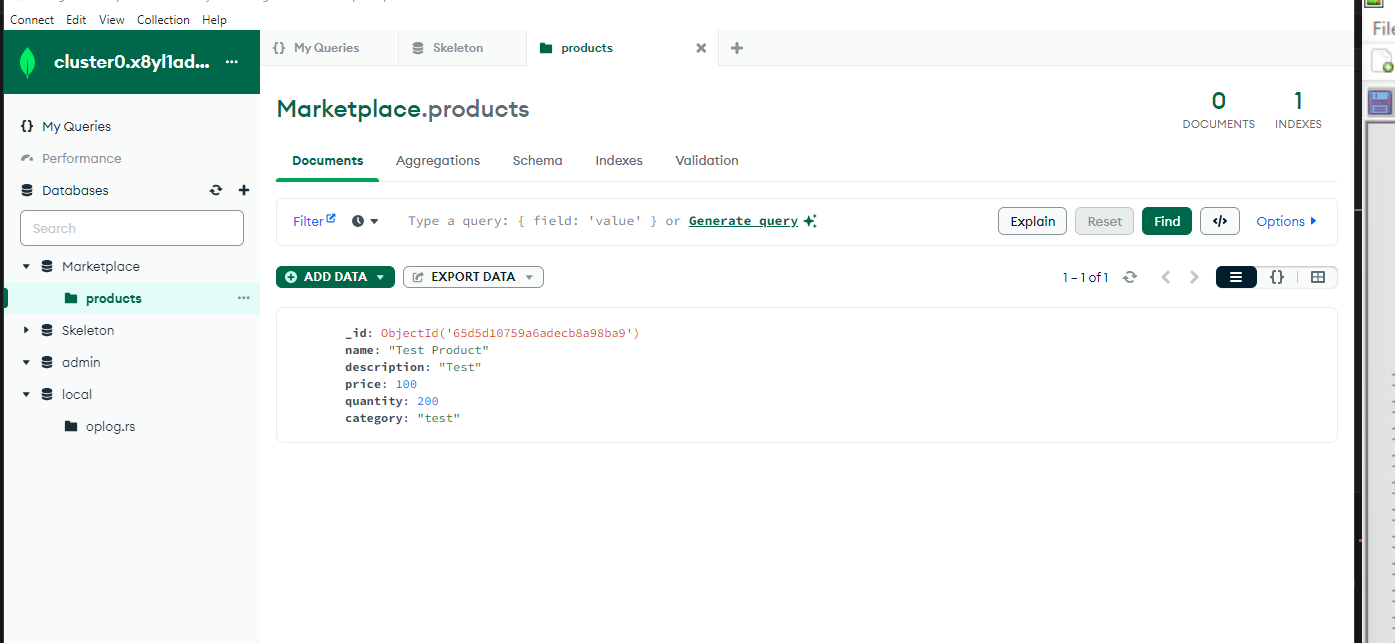 Connect Edit View Collection Help
cluster0.x8yl1ad... ...
{} My Queries
Skeleton
products
File
My Queries
Performance
Databases
Search
Marketplace
products
Skeleton
admin
local
oplog.rs
Marketplace.products
0
DOCUMENTS
1
INDEXES
Documents Aggregations Schema Indexes Validation
Filter Type a query: { field: 'value' } or Generate query Explain Reset Find </> Options
ADD DATA EXPORT DATA 1 – 1 of 1 {}
_id: ObjectId('65d5d10759a6adecb8a98ba9')
name: "Test Product"
description: "Test"
price: 100
quantity: 200
category: "test"